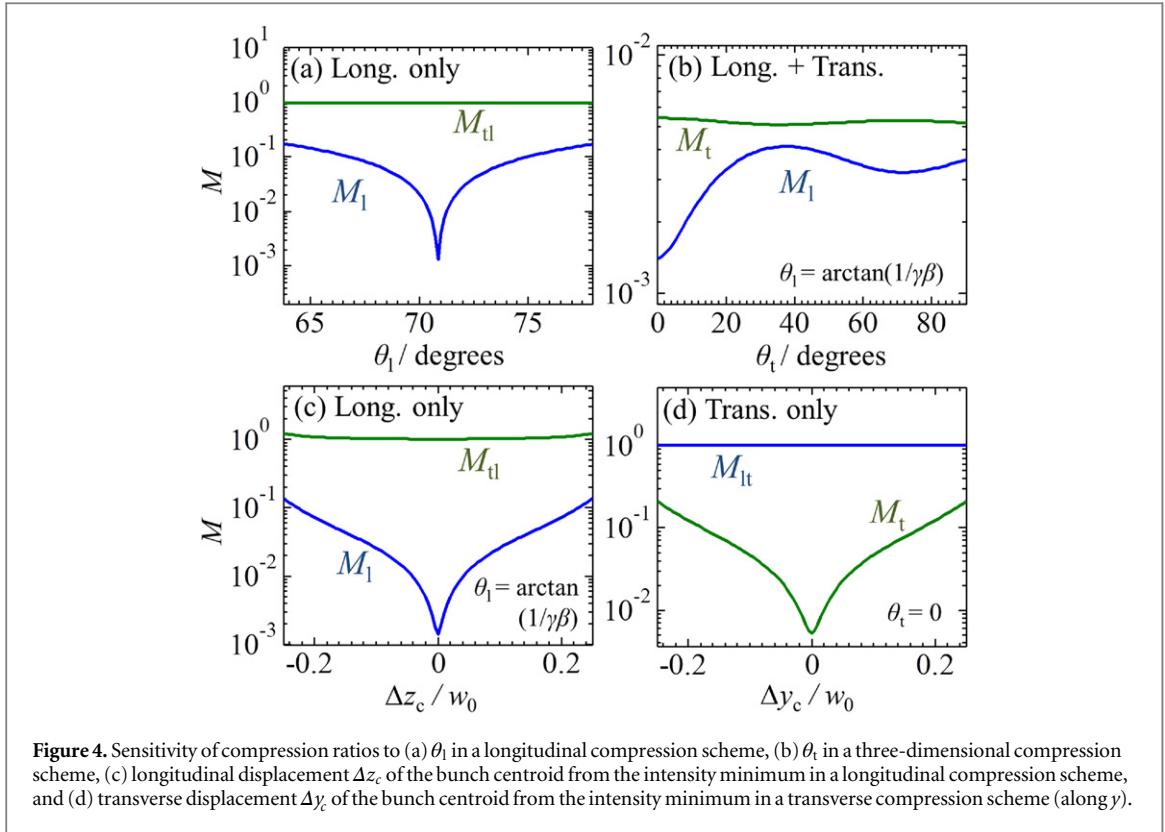 (a) Long. only
M
10¹
10⁰
10⁻¹
10⁻²
10⁻³
M_tl
M_l
65 70 75
θ_l / degrees
(b) Long. + Trans.
10⁻²
10⁻³
M_t
M_l
θ_l = arctan(1/γβ)
0 20 40 60 80
θ_t / degrees
(c) Long. only
M
10⁰
10⁻¹
10⁻²
10⁻³
M_tl
M_l
θ_l = arctan
(1/γβ)
-0.2 0 0.2
Δz_c / w_0
(d) Trans. only
10⁰
10⁻¹
10⁻²
M_lt
M_t
θ_t = 0
-0.2 0 0.2
Δy_c / w_0
Figure 4. Sensitivity of compression ratios to (a) θ_l in a longitudinal compression scheme, (b) θ_t in a three-dimensional compression
scheme, (c) longitudinal displacement Δz_c of the bunch centroid from the intensity minimum in a longitudinal compression scheme,
and (d) transverse displacement Δy_c of the bunch centroid from the intensity minimum in a transverse compression scheme (along y).